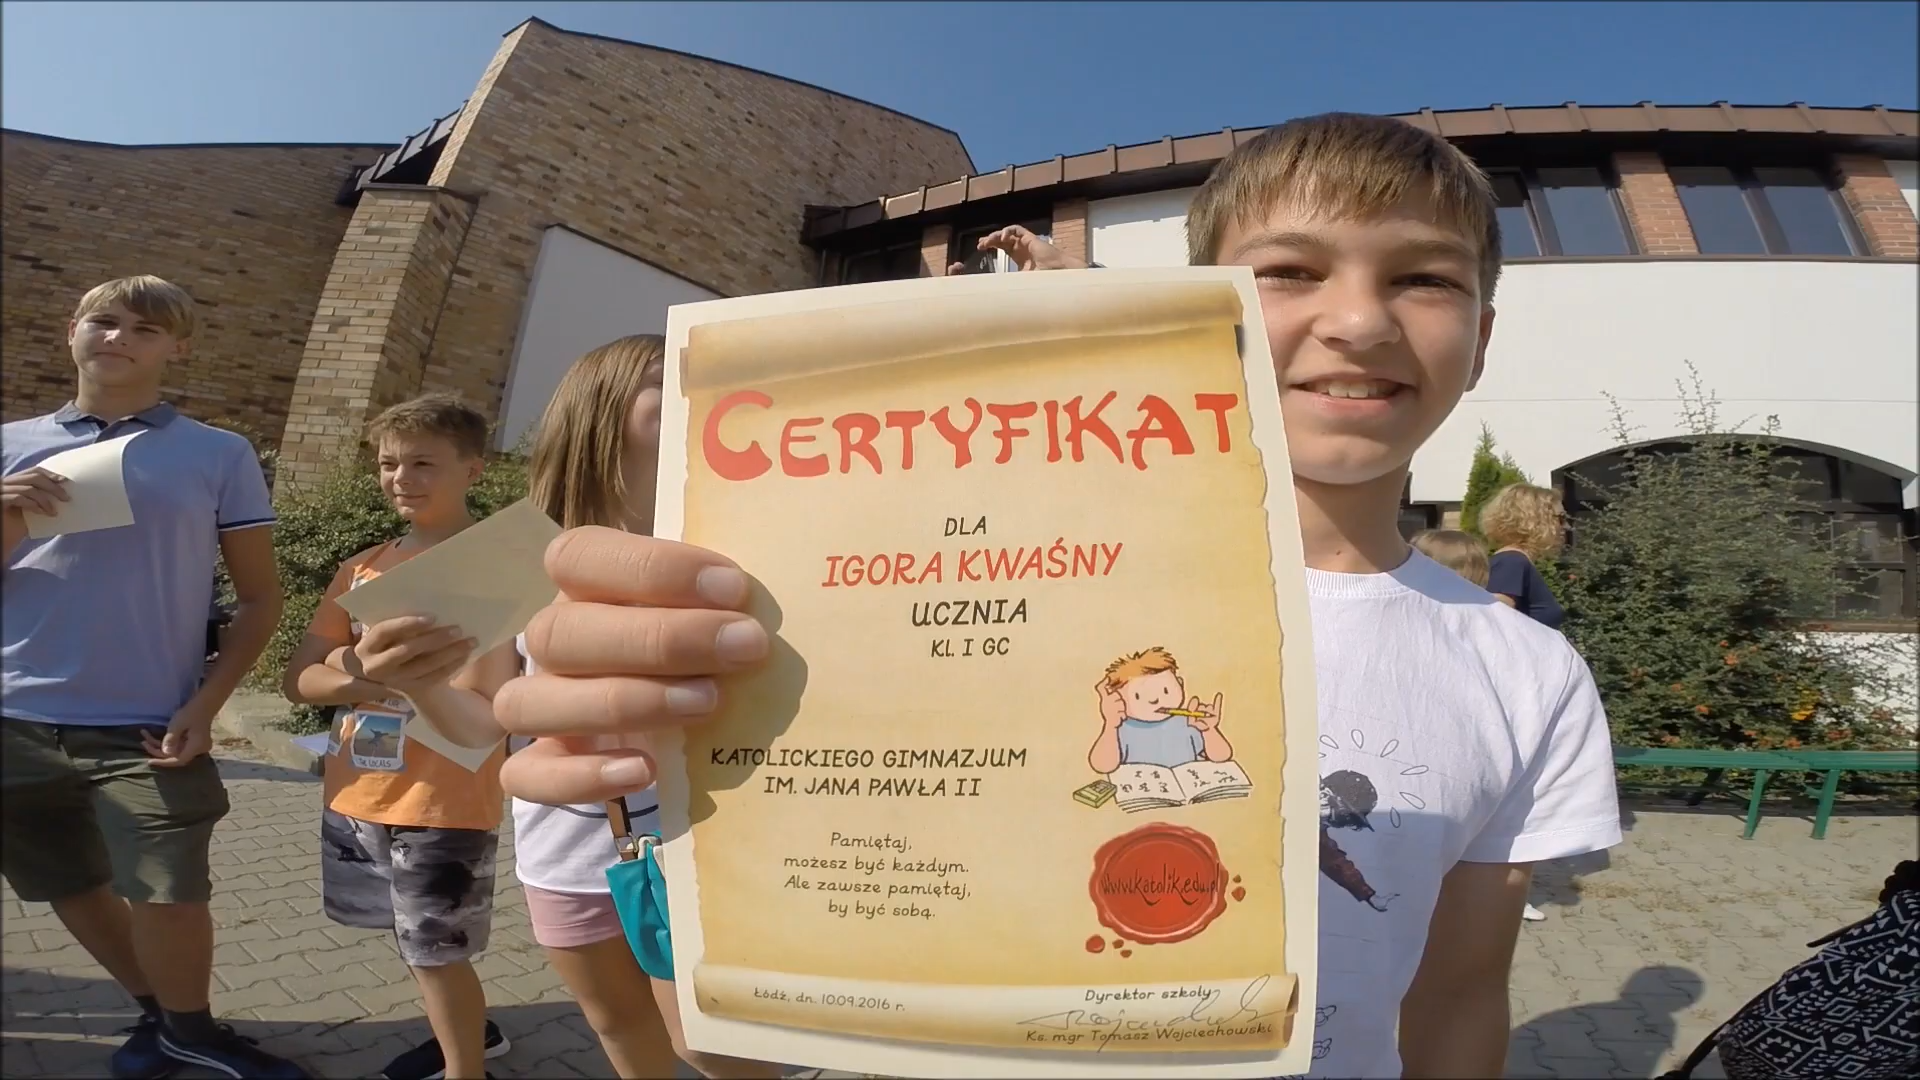 CERTYFIKAT
DLA
IGORA KWAŚNY
UCZNIA
KL. I GC
KATOLICKIEGO GIMNAZJUM
IM. JANA PAWŁA II
Pamiętaj,
możesz być każdym.
Ale zawsze pamiętaj,
by być sobą.
www.katolik.edu.pl
Łódź, dn. 10.09.2016 r.
Dyrektor szkoły
Ks. mgr Tomasz Wojciechowski
THE LOCALS